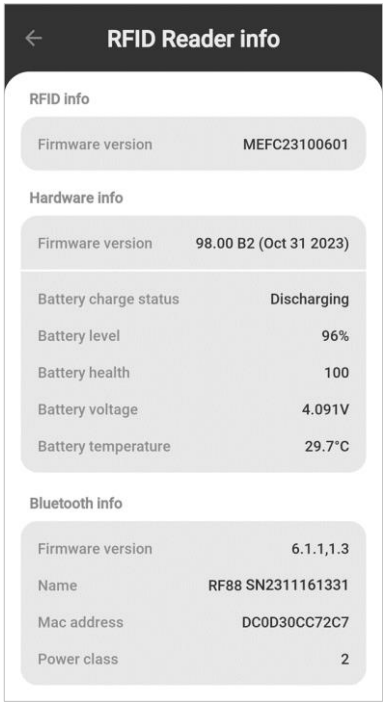 RFID Reader info
RFID info
Firmware version MEFC23100601
Hardware info
Firmware version 98.00 B2 (Oct 31 2023)
Battery charge status Discharging
Battery level 96%
Battery health 100
Battery voltage 4.091V
Battery temperature 29.7°C
Bluetooth info
Firmware version 6.1.1,1.3
Name RF88 SN2311161331
Mac address DC0D30CC72C7
Power class 2